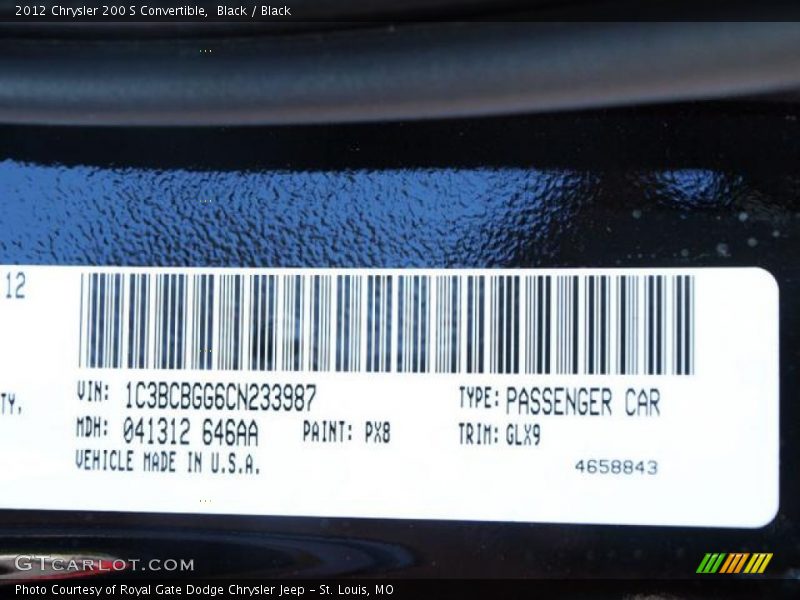 2012 Chrysler 200 S Convertible, Black / Black
12
TY,
VIN: 1C3BCBGG6CN233987 TYPE: PASSENGER CAR
MDH: 041312 646AA PAINT: PX8 TRIM: GLX9
VEHICLE MADE IN U.S.A.
4658843
GTCARLOT.COM
Photo Courtesy of Royal Gate Dodge Chrysler Jeep - St. Louis, MO